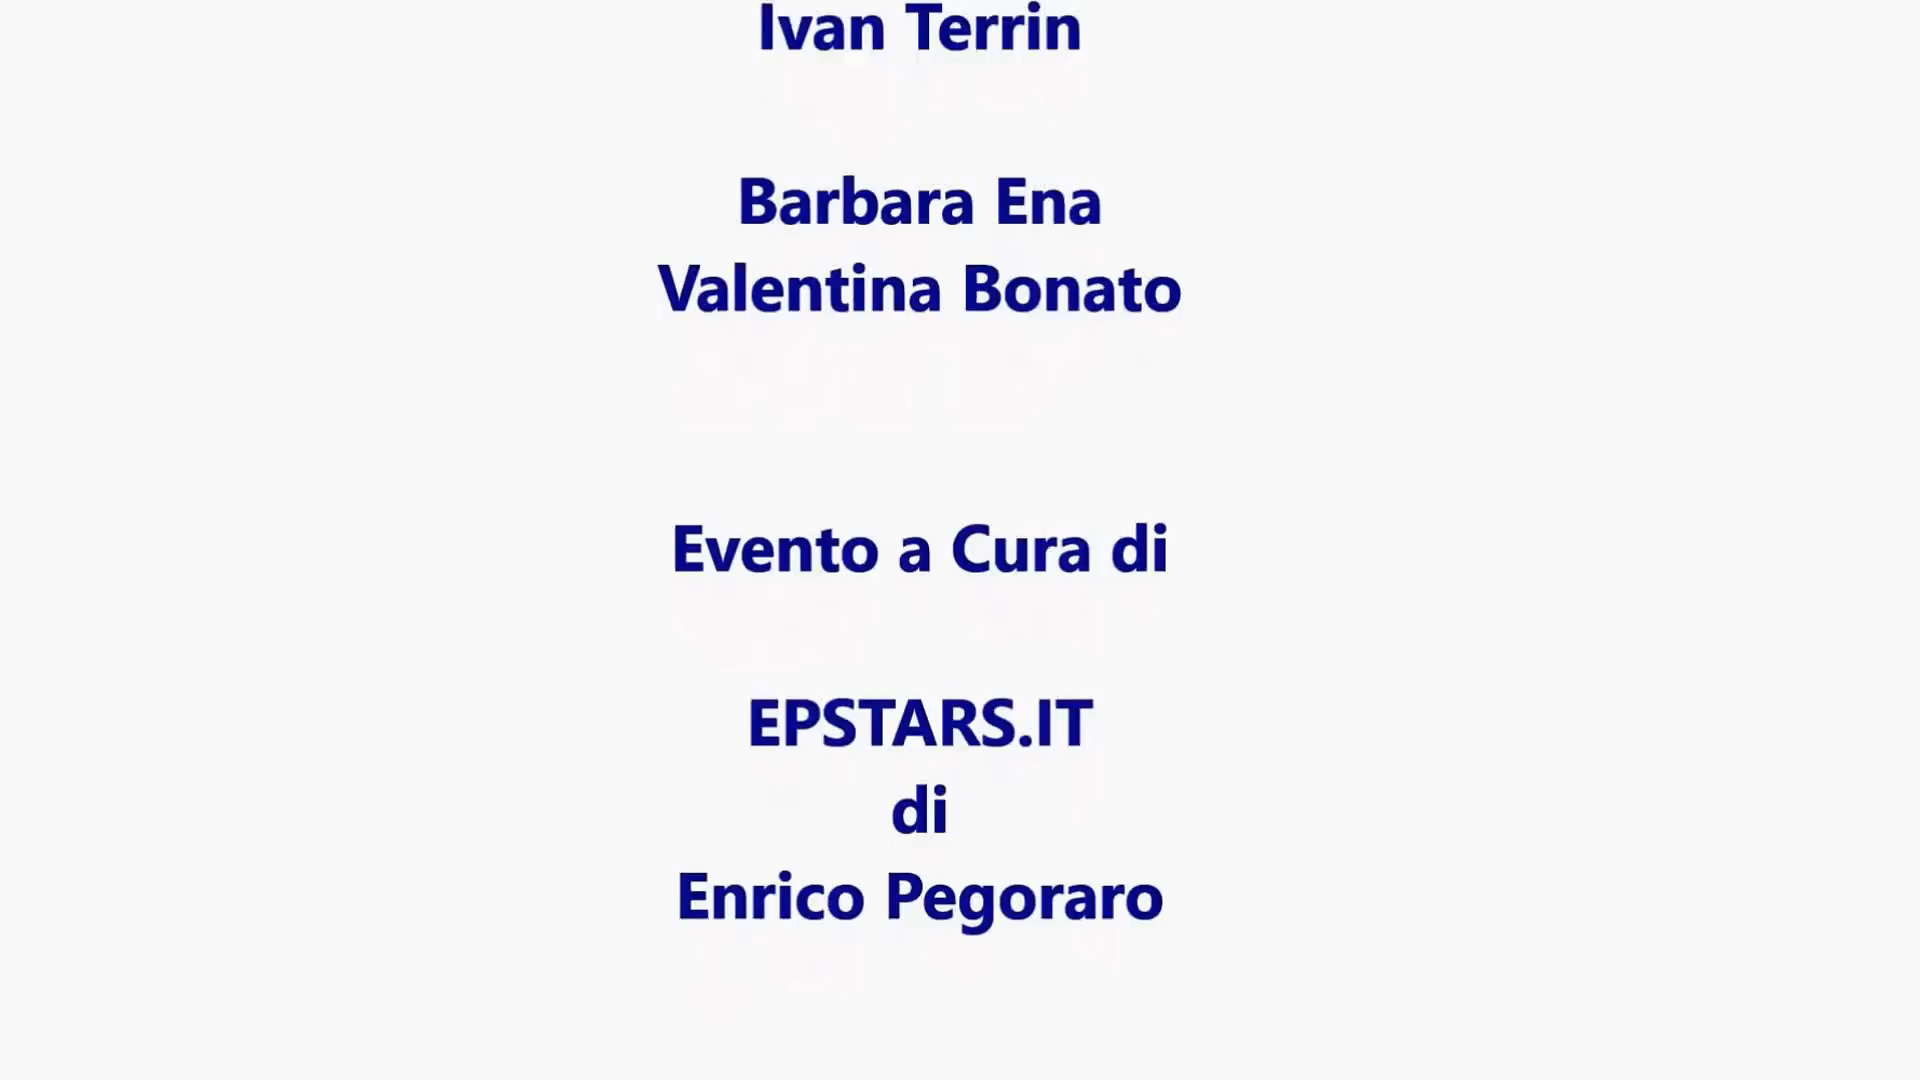 Ivan Terrin
Barbara Ena
Valentina Bonato
Evento a Cura di
EPSTARS.IT
di
Enrico Pegoraro